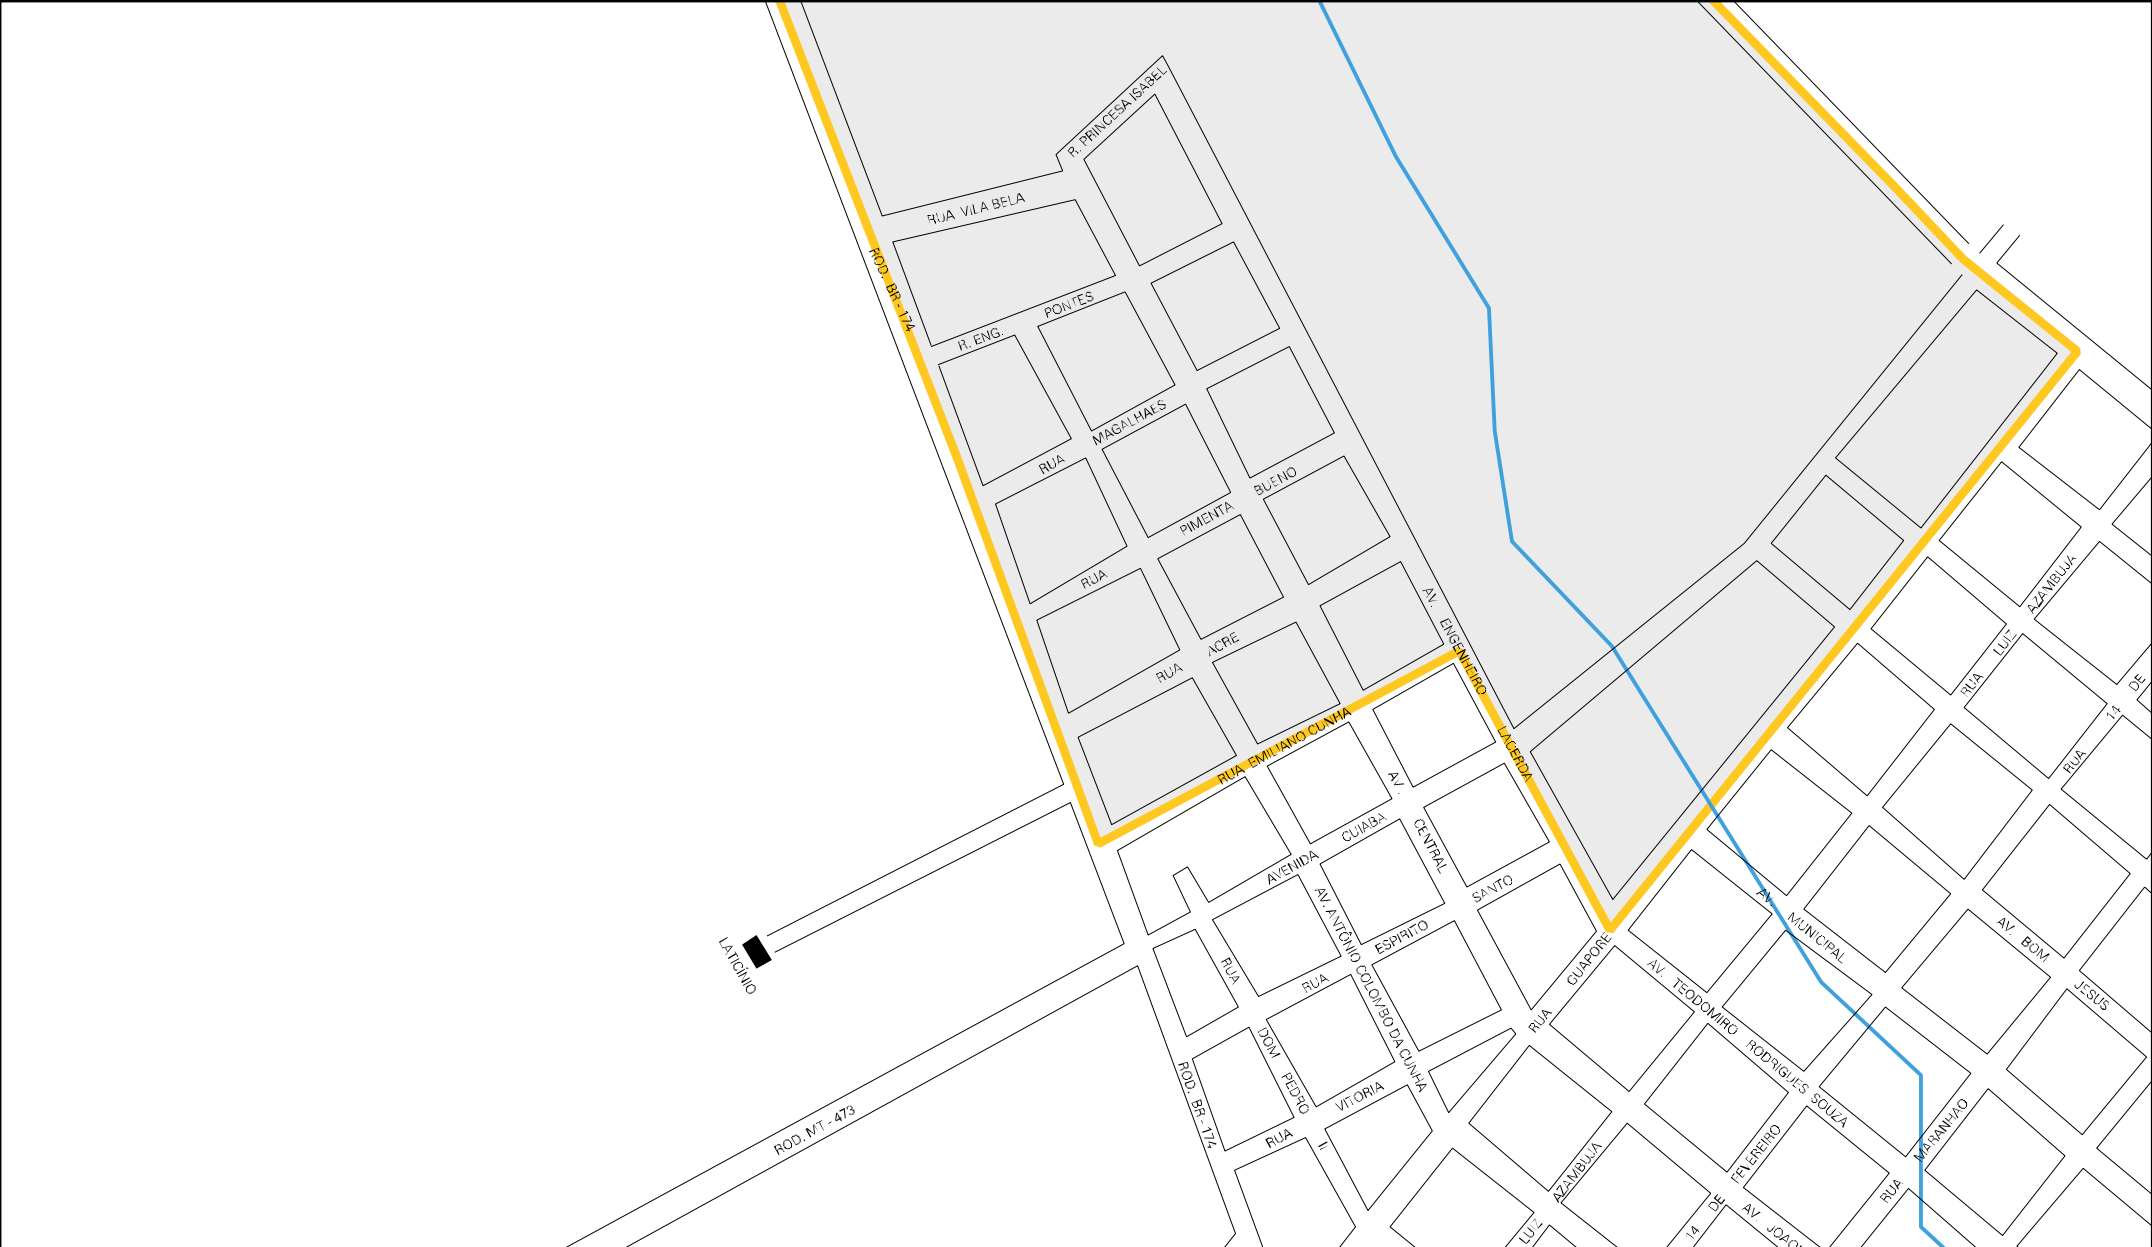 R. PRINCESA ISABEL
RUA VILA BELA
ROD. BR - 174
R. ENG. PONTES
RUA MAGALHAES
RUA PIMENTA BUENO
RUA ACRE
AV. ENGENHEIRO LACERDA
RUA EMILIANO CUNHA
AV. CENTRAL
AVENIDA CUIABA
RUA ESPIRITO SANTO
AV. ANTÔNIO COLOMBO DA CUNHA
RUA DOM PEDRO II
RUA VITORIA
ROD. BR - 174
LATICÍNIO
ROD. MT - 473
RUA GUAPORE
RUA LUIZ AZAMBUJA
RUA 14 DE
AV. MUNICIPAL
AV. BOM JESUS
AV. TEODOMIRO RODRIGUES SOUZA
RUA MARANHAO
14 DE FEVEREIRO
LUIZ AZAMBUJA
AV. JOAQU